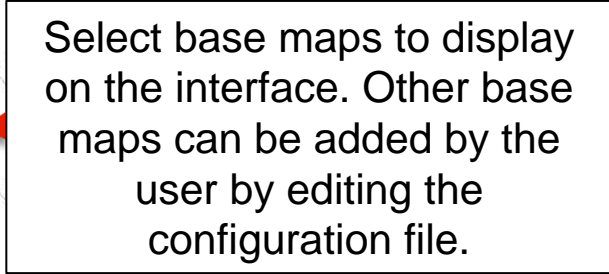 Select base maps to display
on the interface. Other base
maps can be added by the
user by editing the
configuration file.